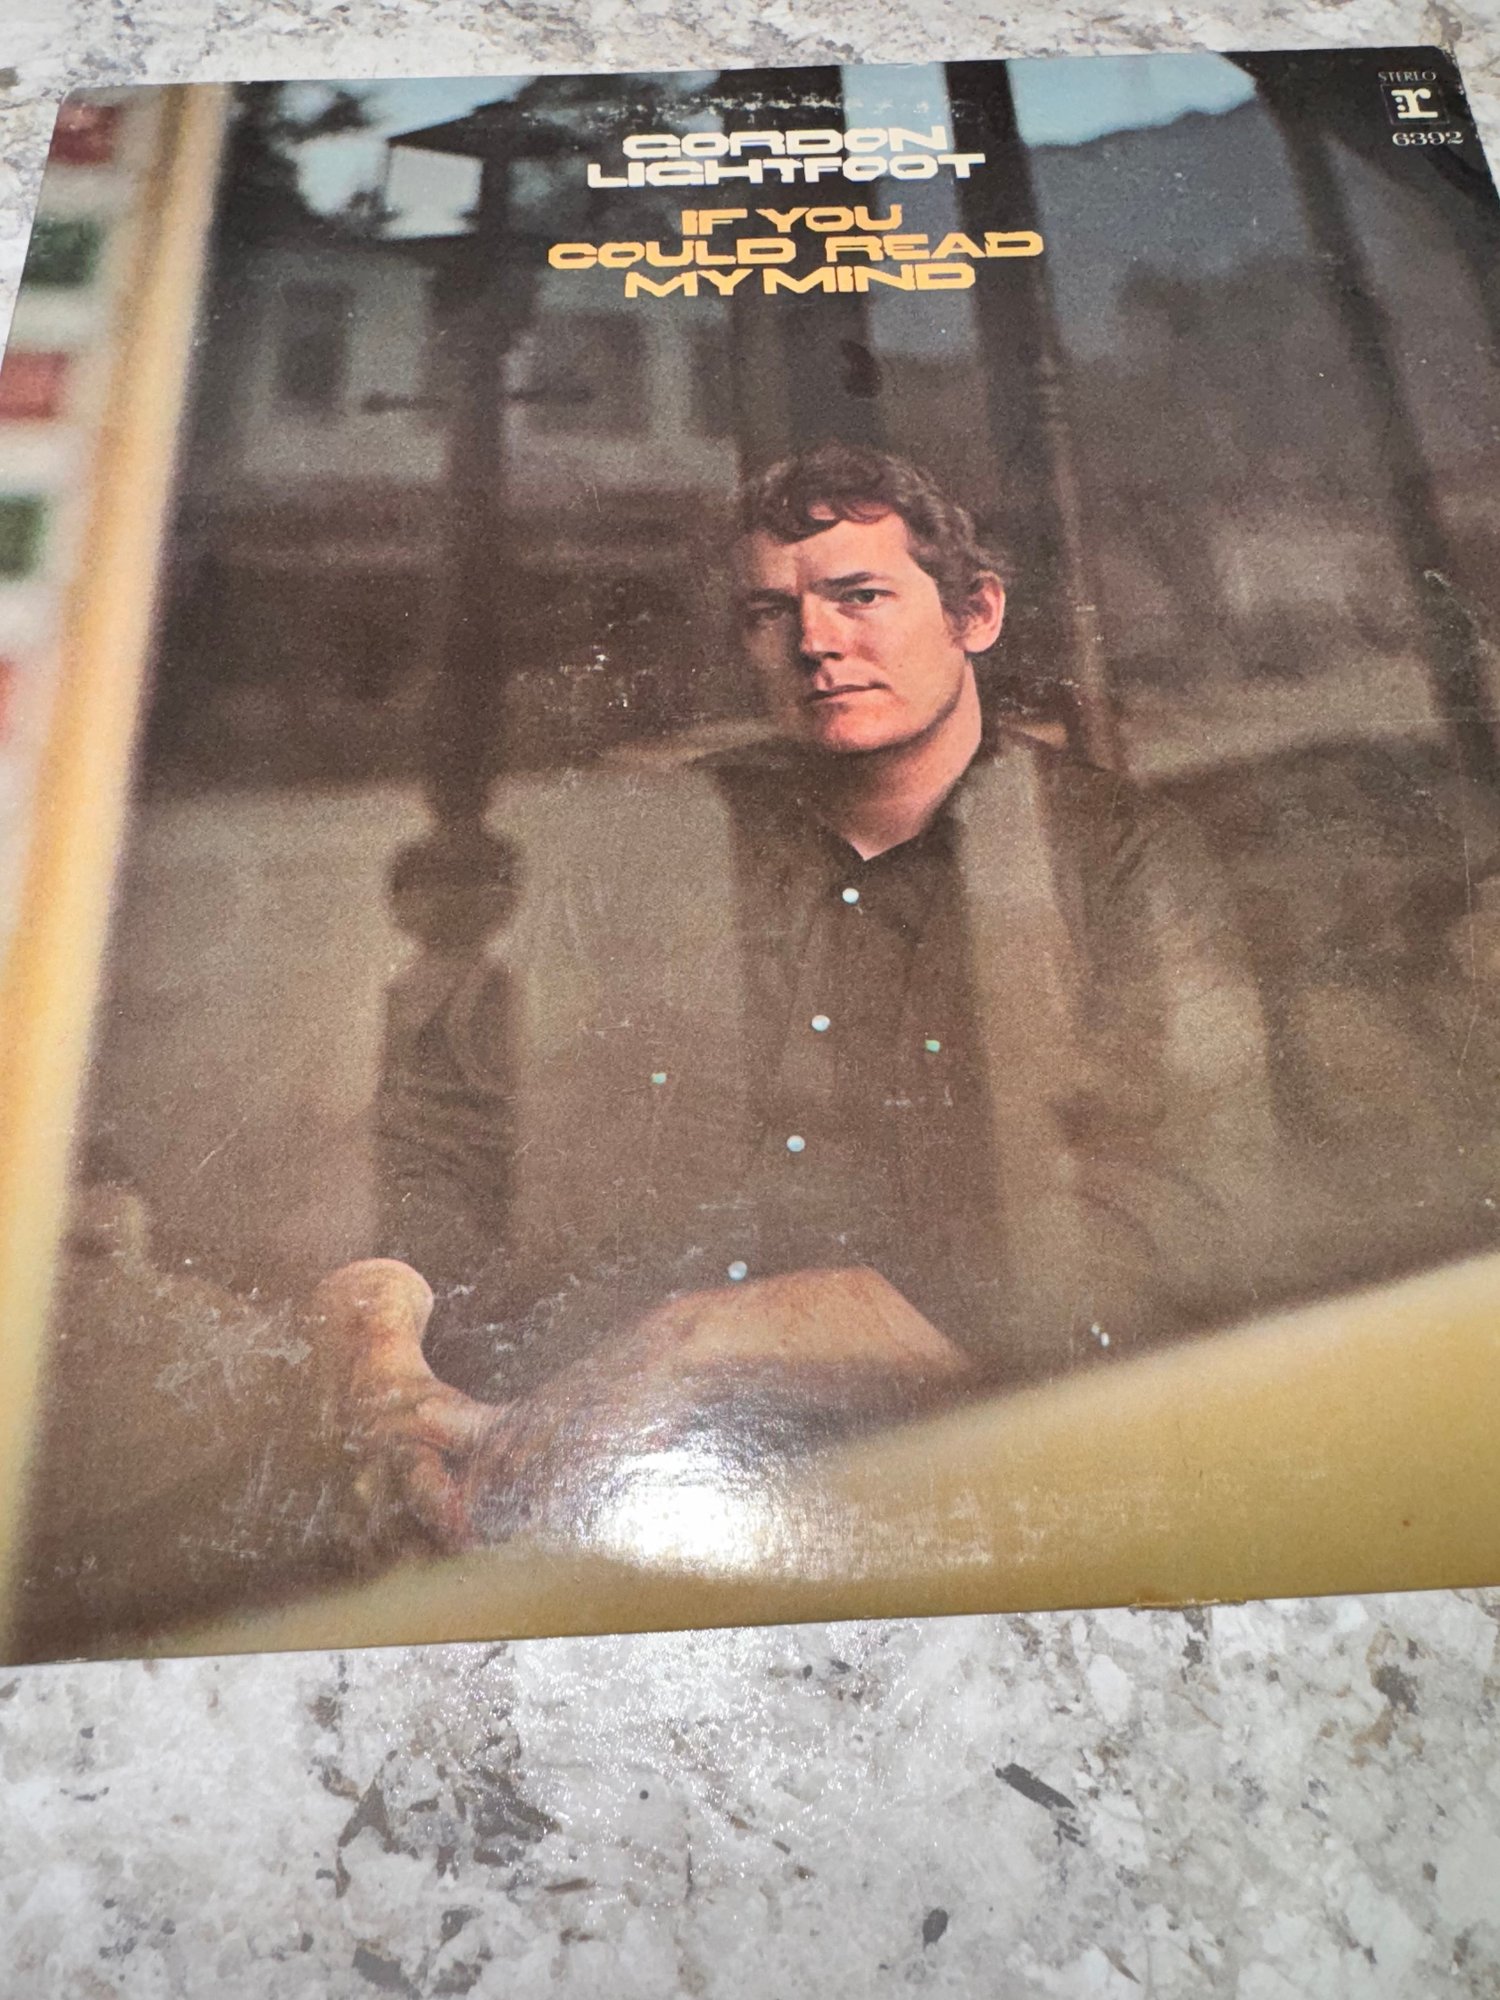 STEREO
:r
6392
GORDON
LIGHTFOOT
IF YOU
COULD READ
MY MIND